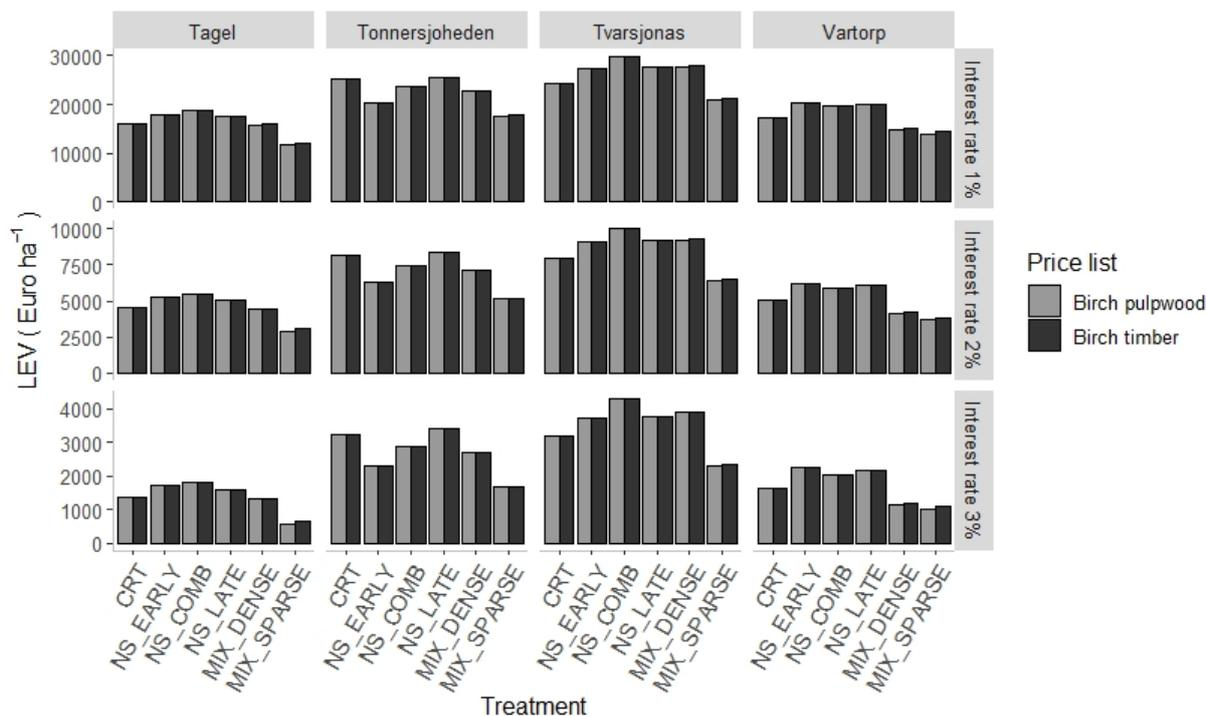 Tagel Tonnersjoheden Tvarsjonas Vartorp
30000
20000
10000
0
Interest rate 1%
10000
7500
5000
2500
0
Interest rate 2%
4000
3000
2000
1000
0
Interest rate 3%
LEV ( Euro ha⁻¹ )
CRT NS_EARLY NS_COMB NS_LATE MIX_DENSE MIX_SPARSE
CRT NS_EARLY NS_COMB NS_LATE MIX_DENSE MIX_SPARSE
CRT NS_EARLY NS_COMB NS_LATE MIX_DENSE MIX_SPARSE
CRT NS_EARLY NS_COMB NS_LATE MIX_DENSE MIX_SPARSE
Treatment
Price list
Birch pulpwood
Birch timber